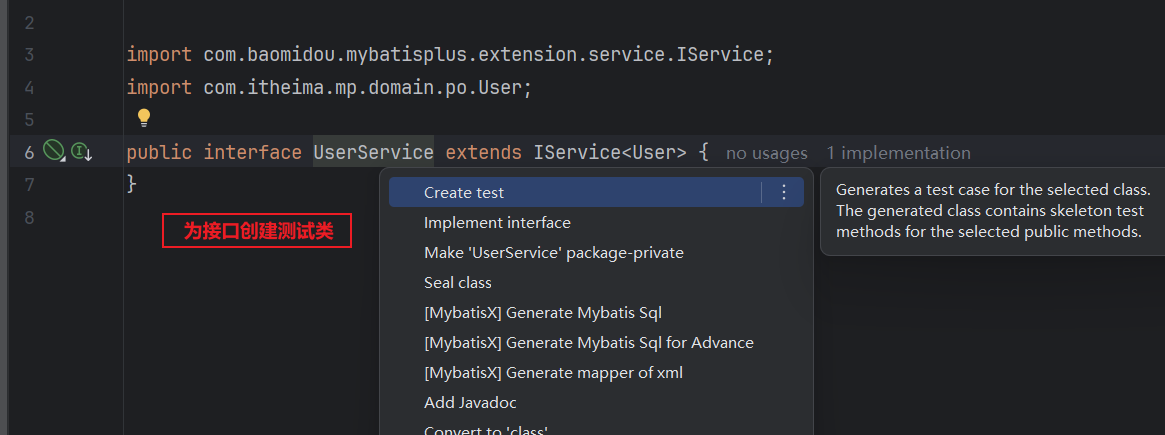 2
3 import com.baomidou.mybatisplus.extension.service.IService;
4 import com.itheima.mp.domain.po.User;
5
6 public interface UserService extends IService<User> { no usages 1 implementation
7 }
8
为接口创建测试类
Create test
Implement interface
Make 'UserService' package-private
Seal class
[MybatisX] Generate Mybatis Sql
[MybatisX] Generate Mybatis Sql for Advance
[MybatisX] Generate mapper of xml
Add Javadoc
Convert to 'class'
Generates a test case for the selected class.
The generated class contains skeleton test
methods for the selected public methods.